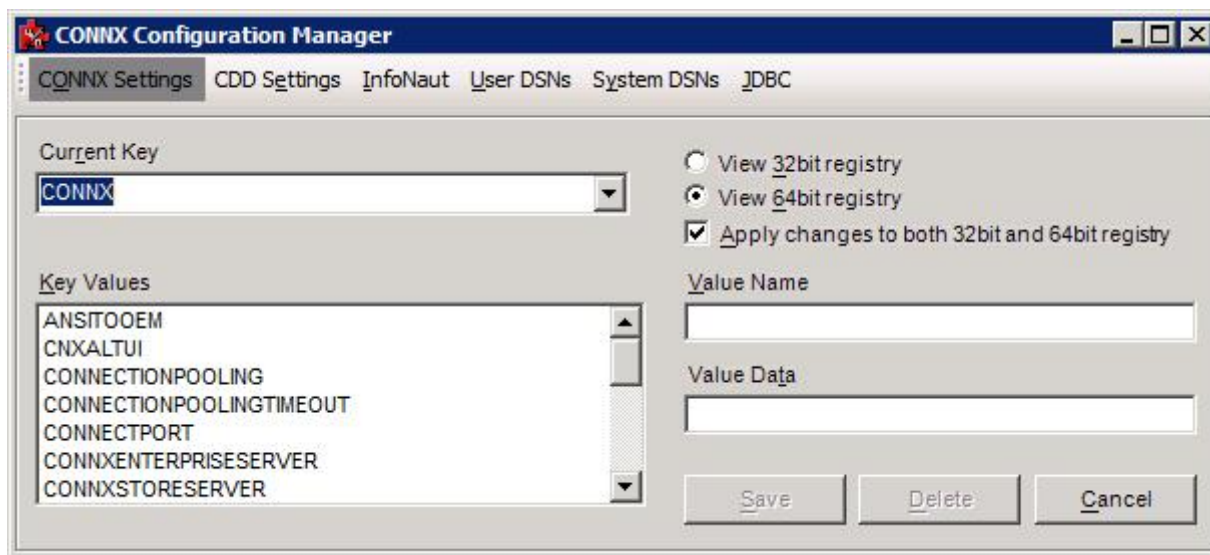 CONNX Configuration Manager
CONNX Settings CDD Settings InfoNaut User DSNs System DSNs JDBC
Current Key
CONNX
View 32bit registry
View 64bit registry
Apply changes to both 32bit and 64bit registry
Key Values
ANSITOOEM
CNXALTUI
CONNECTIONPOOLING
CONNECTIONPOOLINGTIMEOUT
CONNECTPORT
CONNXENTERPRISESERVER
CONNXSTORESERVER
Value Name
Value Data
Save Delete Cancel